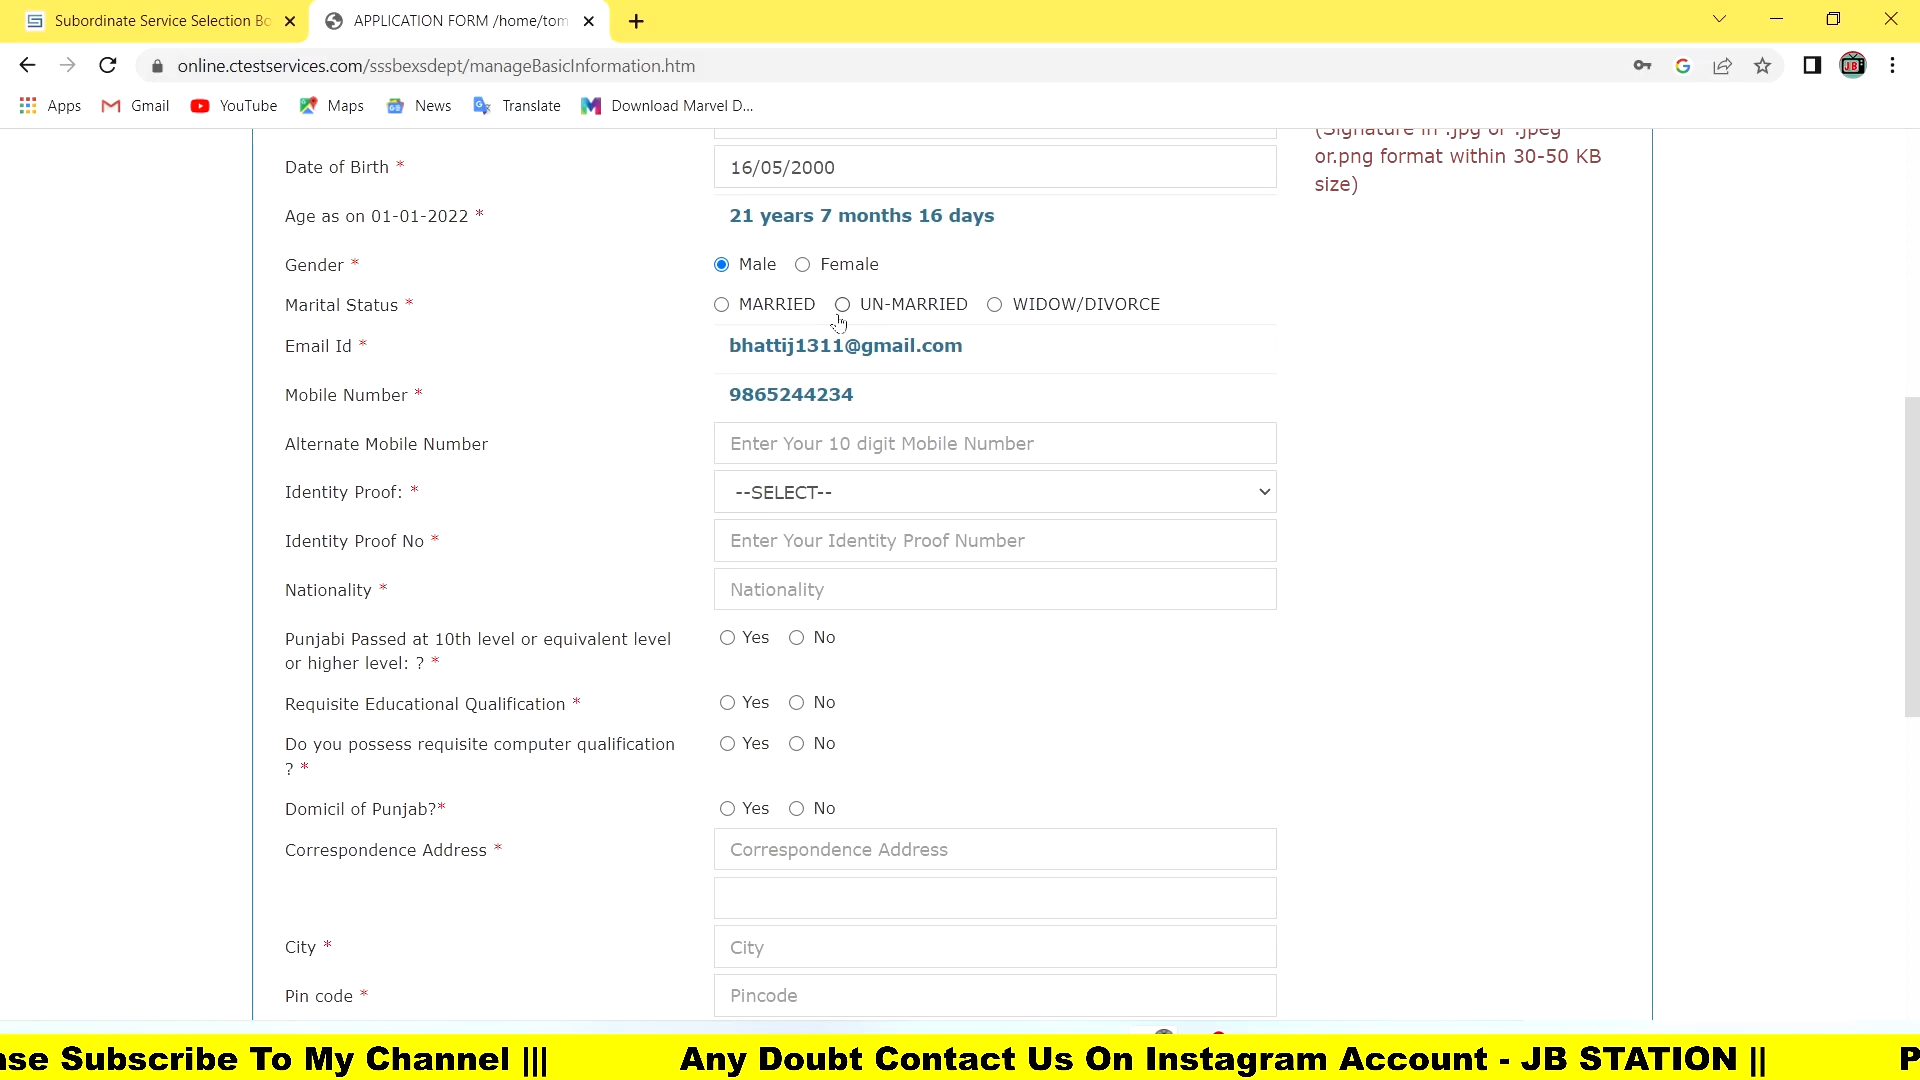 Subordinate Service Selection Bo
APPLICATION FORM /home/tom
online.ctestservices.com/sssbexsdept/manageBasicInformation.htm
Apps Gmail YouTube Maps News Translate Download Marvel D...
(Signature in .jpg or .jpeg
or.png format within 30-50 KB
size)
Date of Birth * 16/05/2000
Age as on 01-01-2022 * 21 years 7 months 16 days
Gender * Male Female
Marital Status * MARRIED UN-MARRIED WIDOW/DIVORCE
Email Id * bhattij1311@gmail.com
Mobile Number * 9865244234
Alternate Mobile Number Enter Your 10 digit Mobile Number
Identity Proof: * --SELECT--
Identity Proof No * Enter Your Identity Proof Number
Nationality * Nationality
Punjabi Passed at 10th level or equivalent level Yes No
or higher level: ? *
Requisite Educational Qualification * Yes No
Do you possess requisite computer qualification Yes No
? *
Domicil of Punjab?* Yes No
Correspondence Address * Correspondence Address
City * City
Pin code * Pincode
se Subscribe To My Channel ||| Any Doubt Contact Us On Instagram Account - JB STATION || P